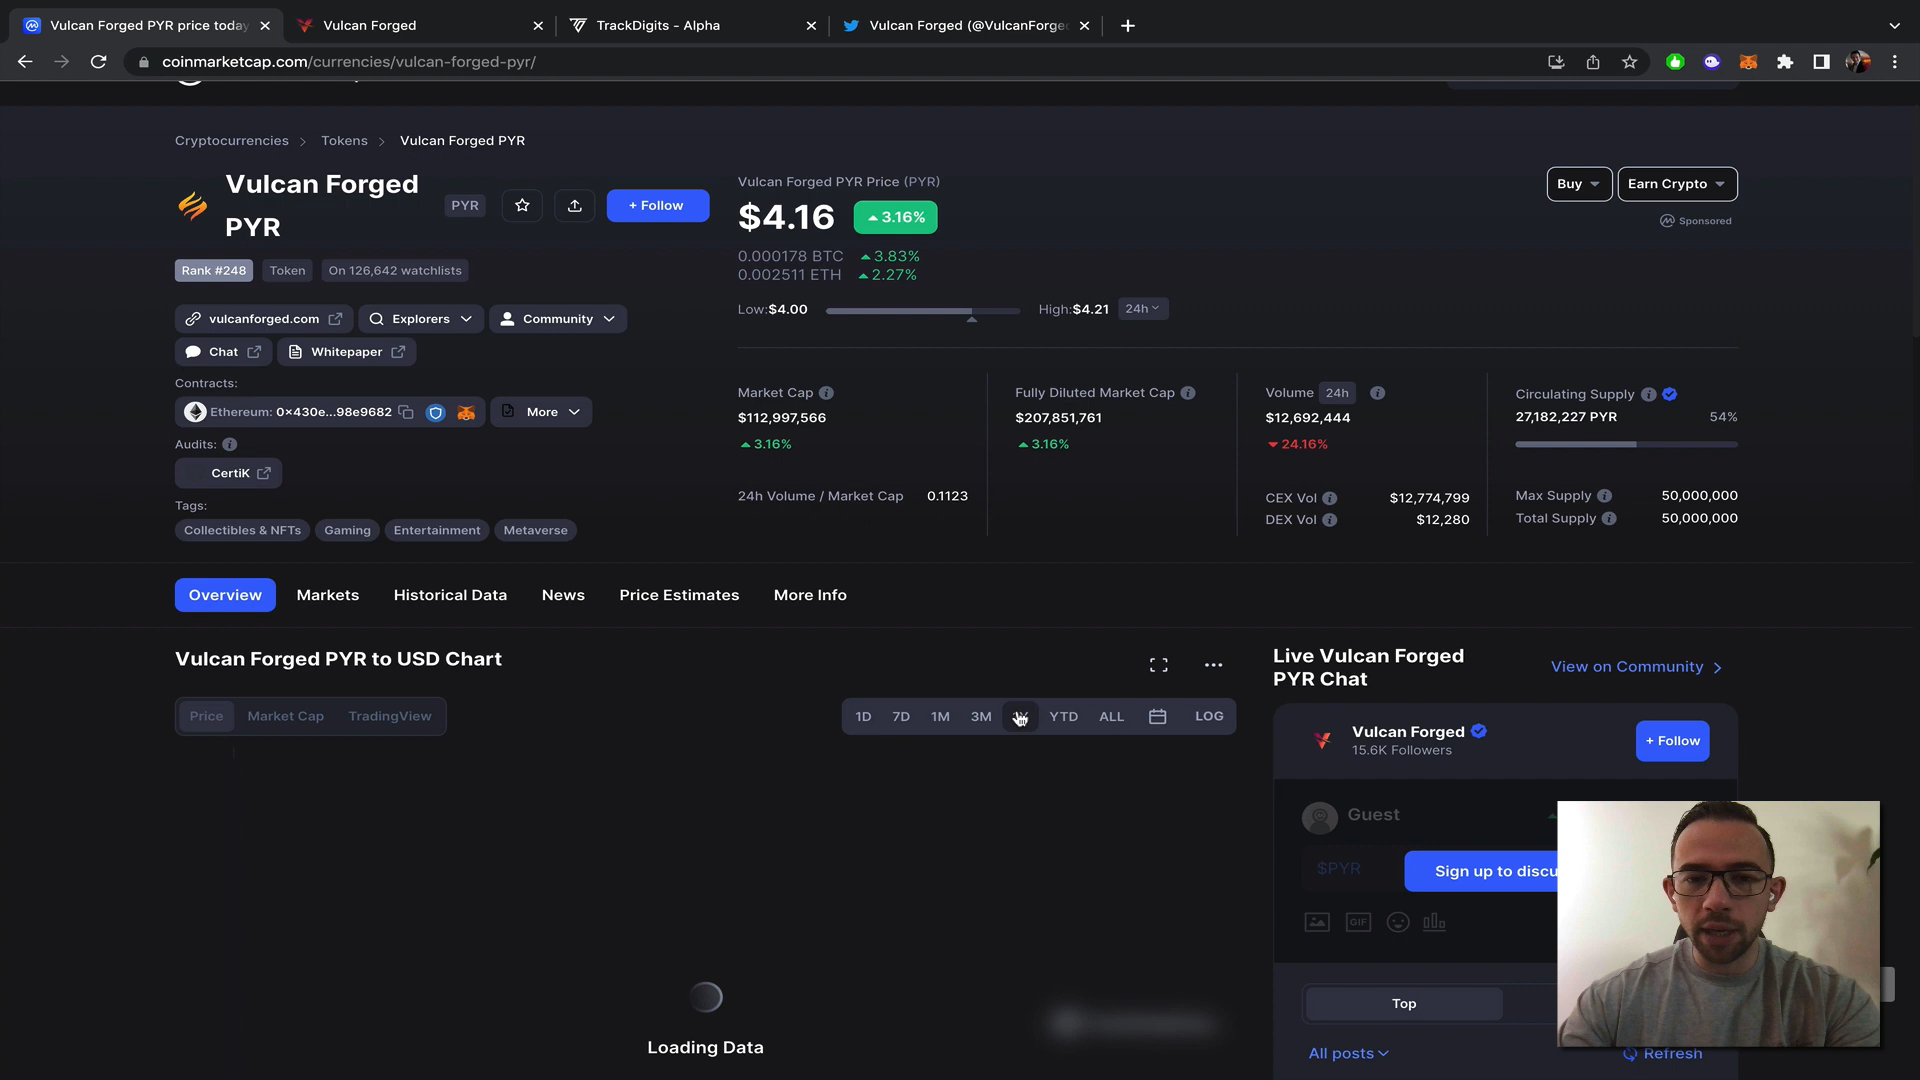 Vulcan Forged PYR price today
Vulcan Forged
TrackDigits - Alpha
Vulcan Forged (@VulcanForge
coinmarketcap.com/currencies/vulcan-forged-pyr/
Cryptocurrencies > Tokens > Vulcan Forged PYR
Vulcan Forged
PYR
PYR
+ Follow
Rank #248
Token
On 126,642 watchlists
vulcanforged.com
Explorers
Community
Chat
Whitepaper
Contracts:
Ethereum: 0x430e...98e9682
More
Audits:
CertiK
Tags:
Collectibles & NFTs
Gaming
Entertainment
Metaverse
Vulcan Forged PYR Price (PYR)
$4.16
3.16%
0.000178 BTC
3.83%
0.002511 ETH
2.27%
Low:$4.00
High:$4.21
24h
Buy
Earn Crypto
Sponsored
Market Cap
$112,997,566
3.16%
24h Volume / Market Cap
0.1123
Fully Diluted Market Cap
$207,851,761
3.16%
Volume
24h
$12,692,444
24.16%
CEX Vol
$12,774,799
DEX Vol
$12,280
Circulating Supply
27,182,227 PYR
54%
Max Supply
50,000,000
Total Supply
50,000,000
Overview
Markets
Historical Data
News
Price Estimates
More Info
Vulcan Forged PYR to USD Chart
Price
Market Cap
TradingView
1D
7D
1M
3M
YTD
ALL
LOG
Loading Data
Live Vulcan Forged
PYR Chat
View on Community
Vulcan Forged
15.6K Followers
+ Follow
Guest
$PYR
Sign up to discu
GIF
Top
All posts
Refresh